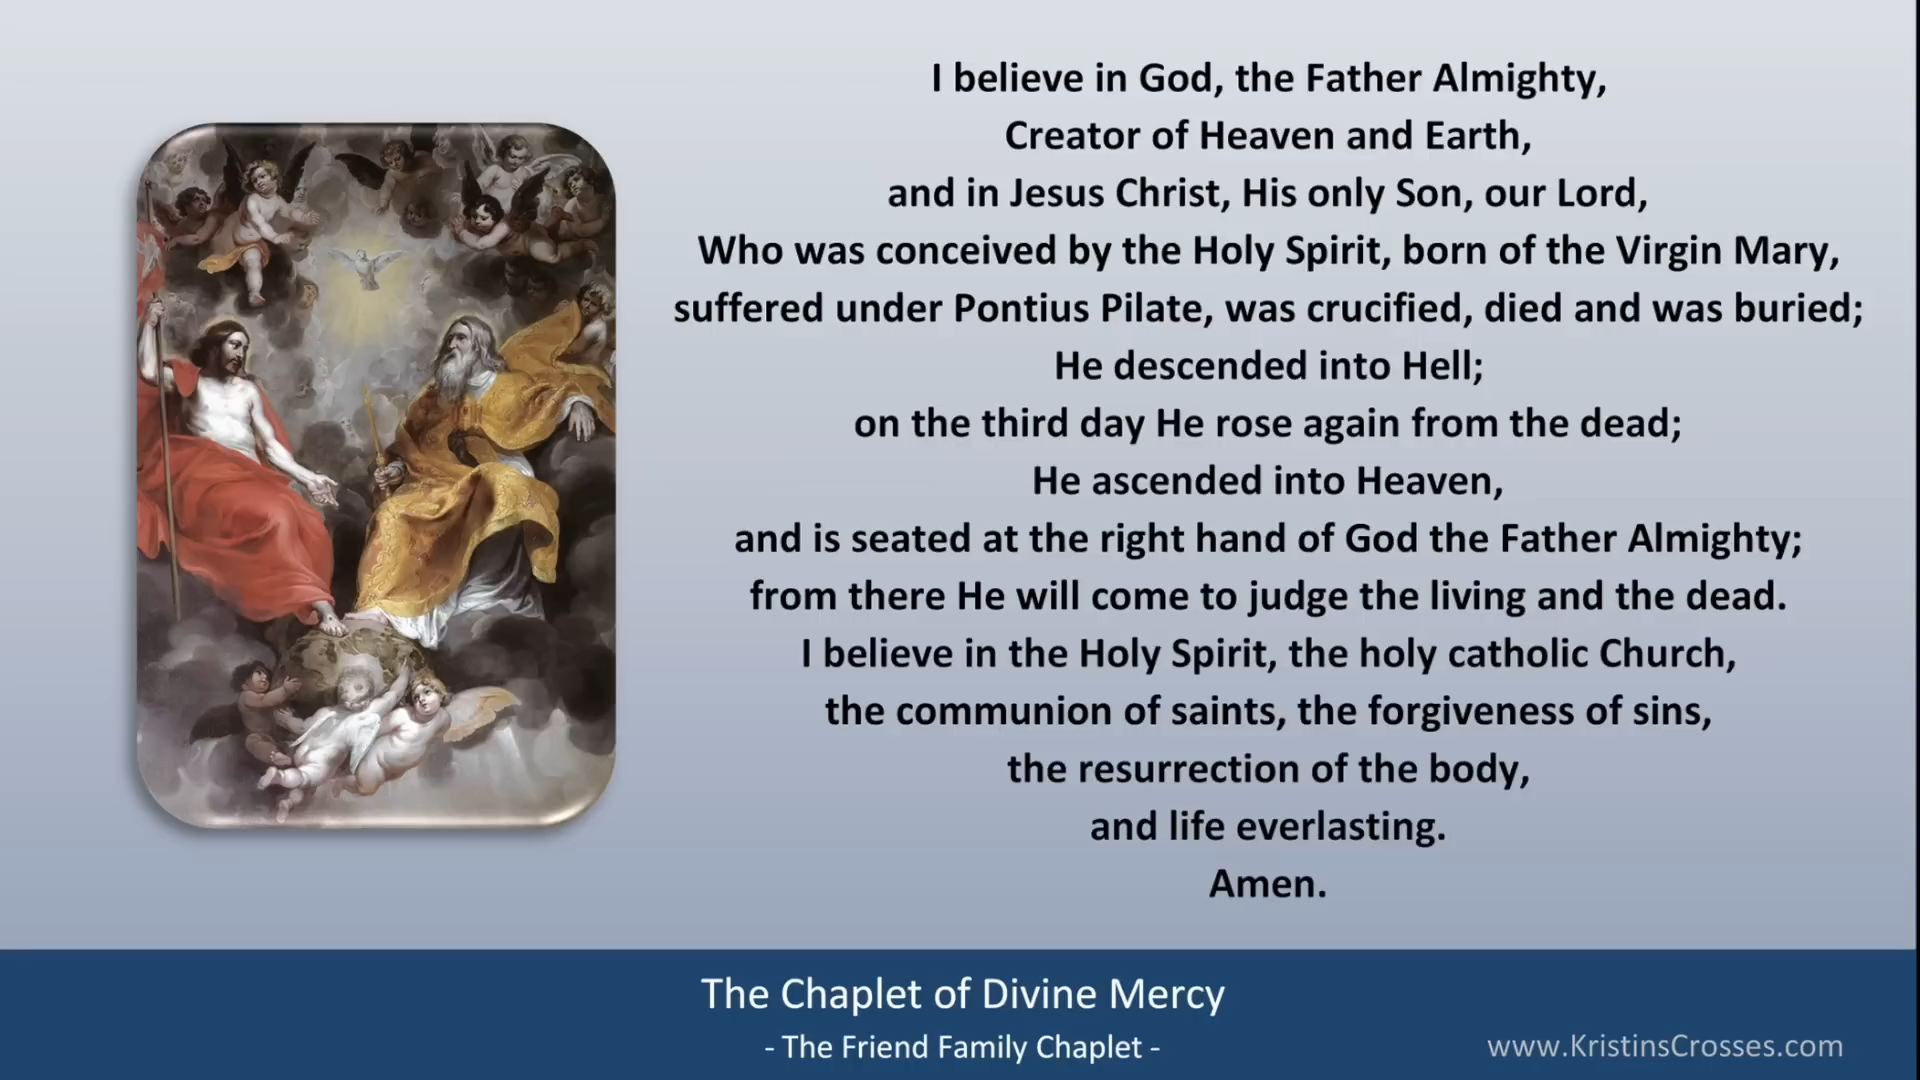 I believe in God, the Father Almighty,
Creator of Heaven and Earth,
and in Jesus Christ, His only Son, our Lord,
Who was conceived by the Holy Spirit, born of the Virgin Mary,
suffered under Pontius Pilate, was crucified, died and was buried;
He descended into Hell;
on the third day He rose again from the dead;
He ascended into Heaven,
and is seated at the right hand of God the Father Almighty;
from there He will come to judge the living and the dead.
I believe in the Holy Spirit, the holy catholic Church,
the communion of saints, the forgiveness of sins,
the resurrection of the body,
and life everlasting.
Amen.
The Chaplet of Divine Mercy
- The Friend Family Chaplet -
www.KristinsCrosses.com